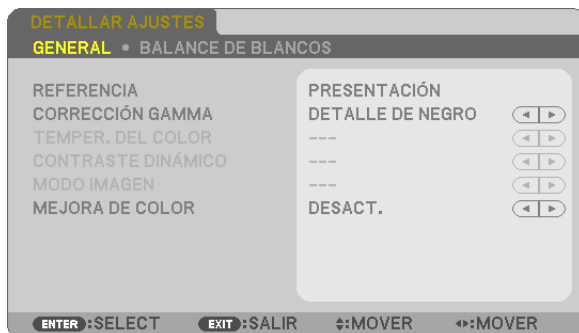 DETALLAR AJUSTES
GENERAL • BALANCE DE BLANCOS
REFERENCIA PRESENTACIÓN
CORRECCIÓN GAMMA DETALLE DE NEGRO
TEMPER. DEL COLOR ---
CONTRASTE DINÁMICO ---
MODO IMAGEN ---
MEJORA DE COLOR DESACT.
ENTER :SELECT EXIT :SALIR :MOVER :MOVER